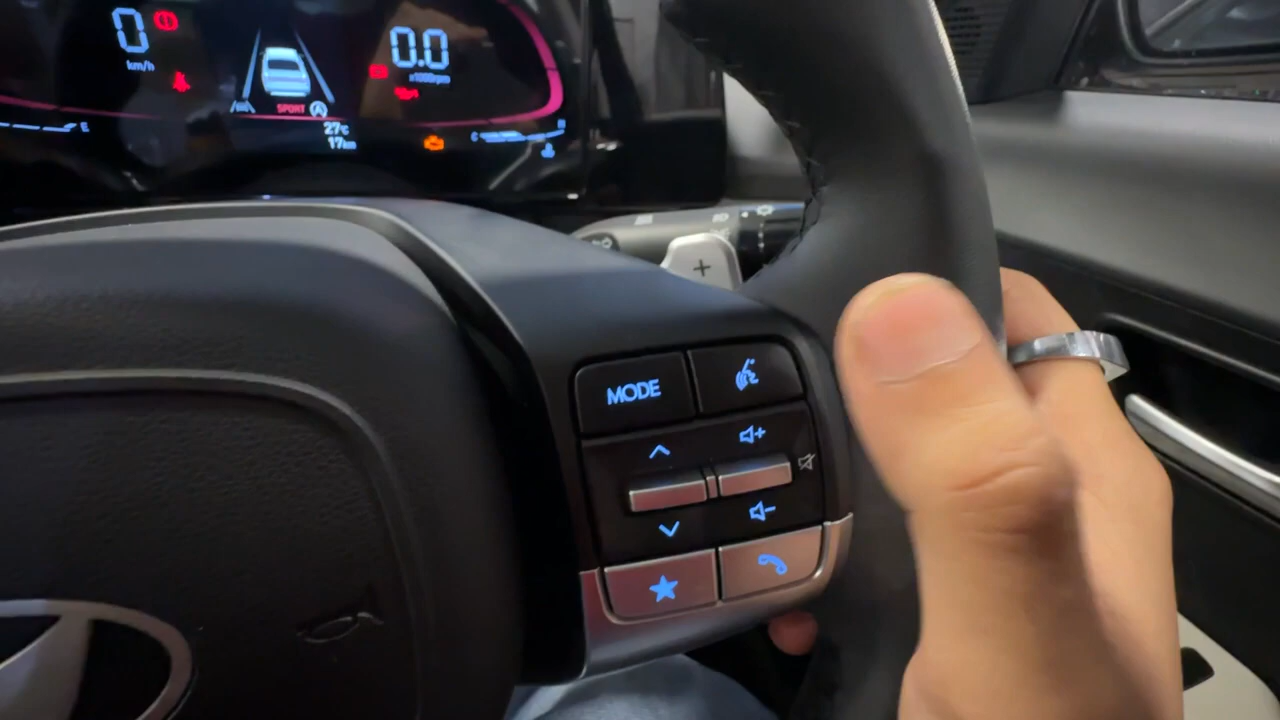 0
km/h
0.0
x1000rpm
SPORT
A
27°C
17km
E
C
H
+
MODE
+
-